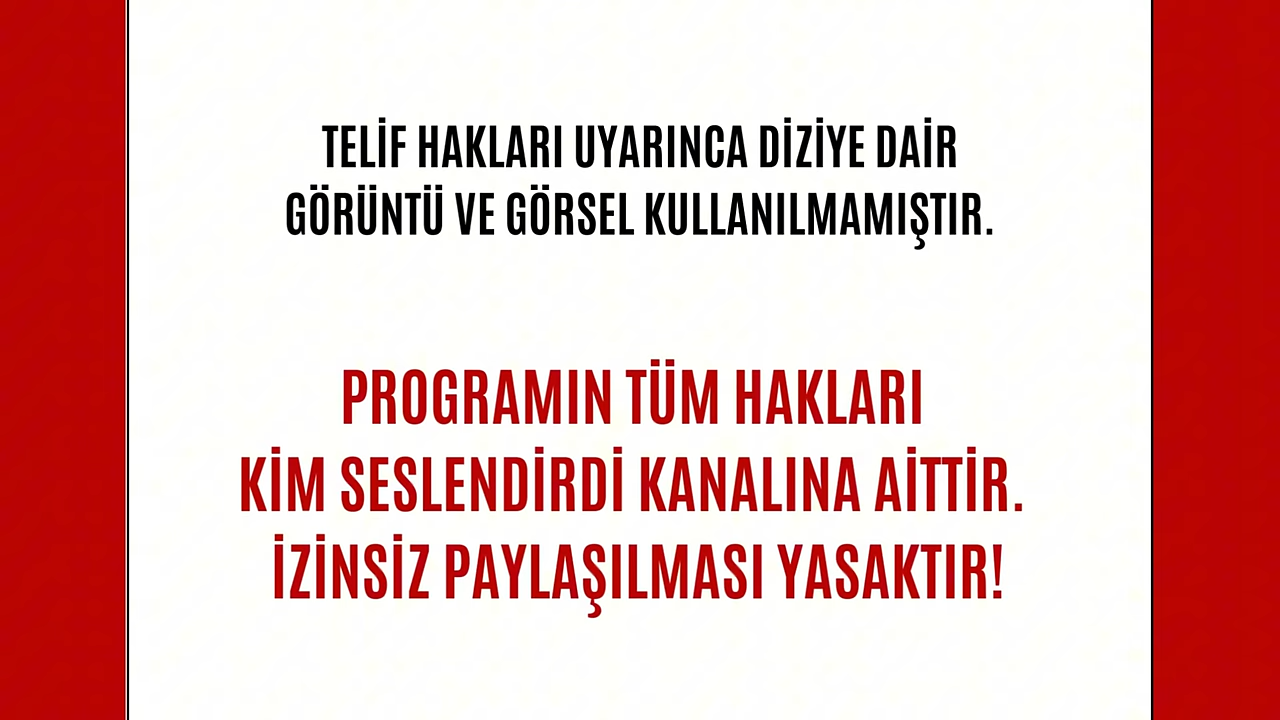 TELİF HAKLARI UYARINCA DİZİYE DAİR
GÖRÜNTÜ VE GÖRSEL KULLANILMAMIŞTIR.
PROGRAMIN TÜM HAKLARI
KİM SESLENDİRDİ KANALINA AİTTİR.
İZİNSİZ PAYLAŞILMASI YASAKTIR!